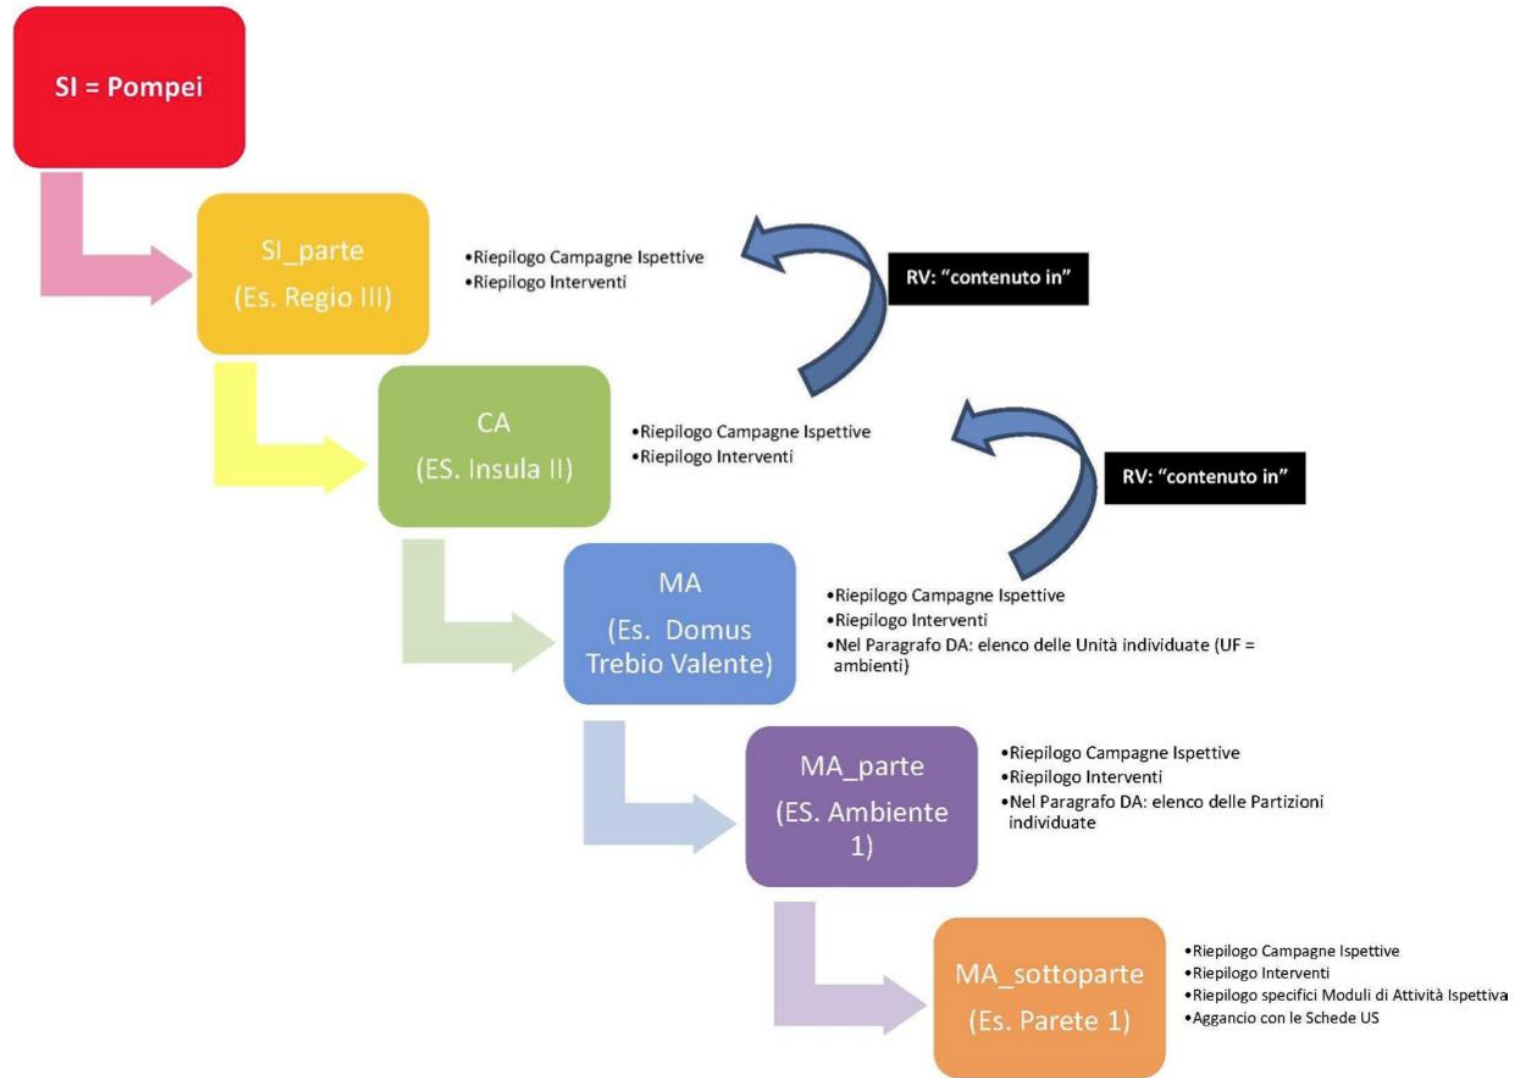 SI = Pompei
SI_parte
(Es. Regio III)
•Riepilogo Campagne Ispettive
•Riepilogo Interventi
RV: “contenuto in”
CA
(ES. Insula II)
•Riepilogo Campagne Ispettive
•Riepilogo Interventi
RV: “contenuto in”
MA
(Es. Domus
Trebio Valente)
•Riepilogo Campagne Ispettive
•Riepilogo Interventi
•Nel Paragrafo DA: elenco delle Unità individuate (UF =
ambienti)
MA_parte
(ES. Ambiente
1)
•Riepilogo Campagne Ispettive
•Riepilogo Interventi
•Nel Paragrafo DA: elenco delle Partizioni
individuate
MA_sottoparte
(Es. Parete 1)
•Riepilogo Campagne Ispettive
•Riepilogo Interventi
•Riepilogo specifici Moduli di Attività Ispettiva
•Aggancio con le Schede US